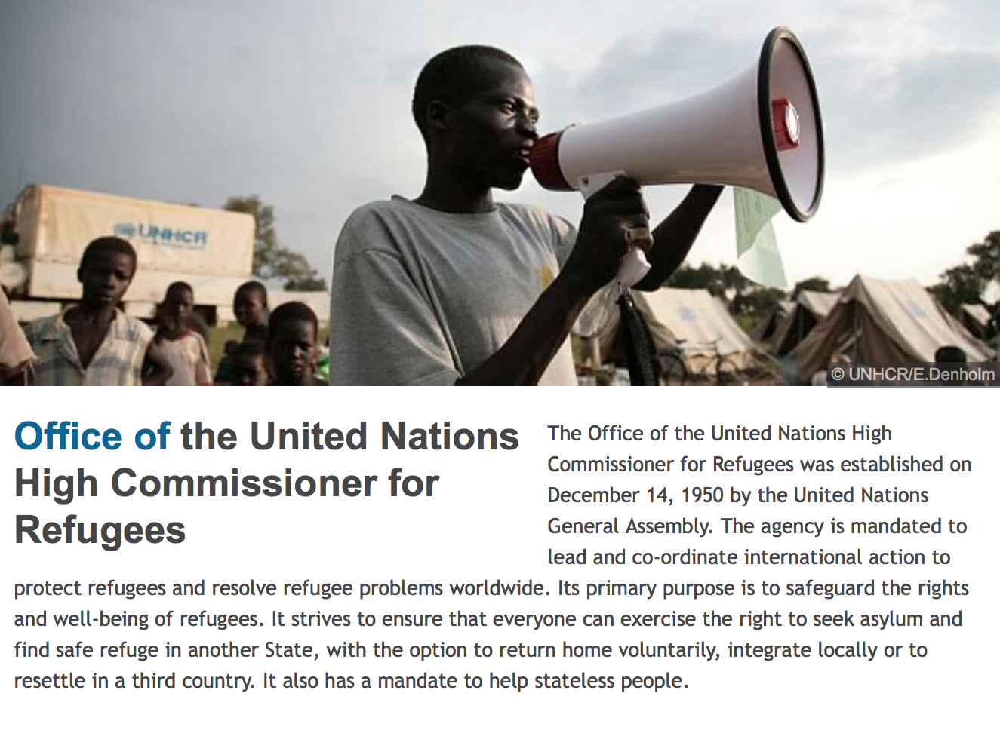 UNHCR
© UNHCR/E.Denholm
Office of the United Nations
High Commissioner for
Refugees
The Office of the United Nations High
Commissioner for Refugees was established on
December 14, 1950 by the United Nations
General Assembly. The agency is mandated to
lead and co-ordinate international action to
protect refugees and resolve refugee problems worldwide. Its primary purpose is to safeguard the rights
and well-being of refugees. It strives to ensure that everyone can exercise the right to seek asylum and
find safe refuge in another State, with the option to return home voluntarily, integrate locally or to
resettle in a third country. It also has a mandate to help stateless people.